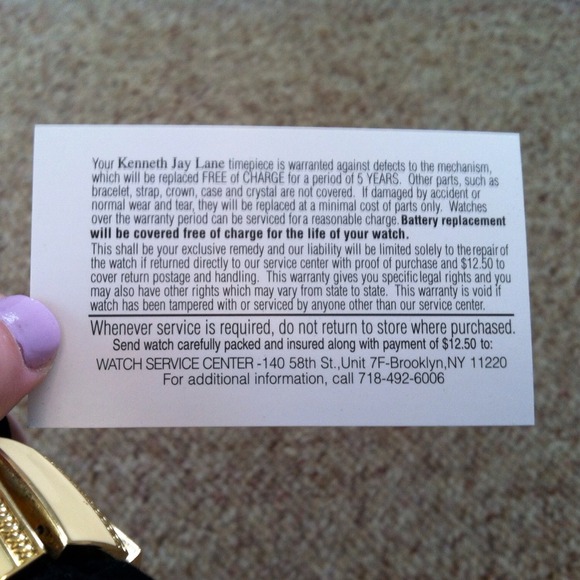 Your Kenneth Jay Lane timepiece is warranted against defects to the mechanism,
which will be replaced FREE of CHARGE for a period of 5 YEARS. Other parts, such as
bracelet, strap, crown, case and crystal are not covered. If damaged by accident or
normal wear and tear, they will be replaced at a minimal cost of parts only. Watches
over the warranty period can be serviced for a reasonable charge. Battery replacement
will be covered free of charge for the life of your watch.
This shall be your exclusive remedy and our liability will be limited solely to the repair of
the watch if returned directly to our service center with proof of purchase and $12.50 to
cover return postage and handling. This warranty gives you specific legal rights and you
may also have other rights which may vary from state to state. This warranty is void if
watch has been tampered with or serviced by anyone other than our service center.
Whenever service is required, do not return to store where purchased.
Send watch carefully packed and insured along with payment of $12.50 to:
WATCH SERVICE CENTER -140 58th St.,Unit 7F-Brooklyn,NY 11220
For additional information, call 718-492-6006